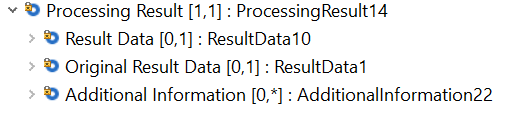 Processing Result [1,1] : ProcessingResult14
Result Data [0,1] : ResultData10
Original Result Data [0,1] : ResultData1
Additional Information [0,*] : AdditionalInformation22